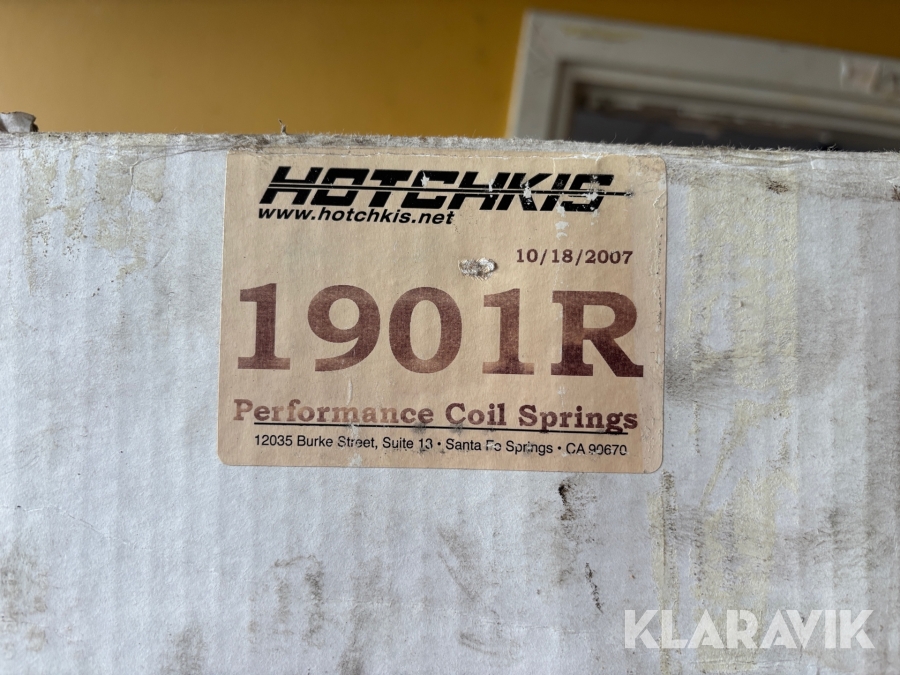 HOTCHKIS
www.hotchkis.net
10/18/2007
1901R
Performance Coil Springs
12035 Burke Street, Suite 13 • Santa Fe Springs • CA 90670
KLARAVIK